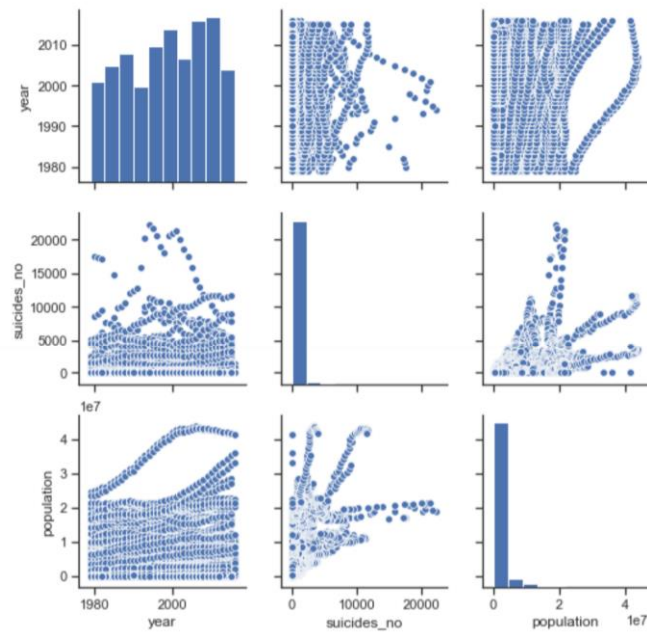 2010
2000
1990
1980
year
20000
15000
10000
5000
0
suicides_no
1e7
4
3
2
1
0
population
1980 2000
year
0 10000 20000
suicides_no
0 2 4
population 1e7